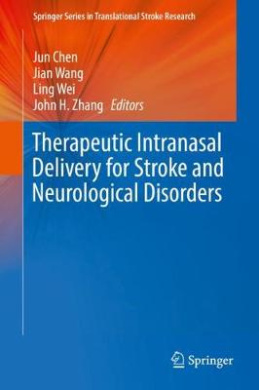 Springer Series in Translational Stroke Research
Jun Chen
Jian Wang
Ling Wei
John H. Zhang Editors
Therapeutic Intranasal
Delivery for Stroke and
Neurological Disorders
Springer